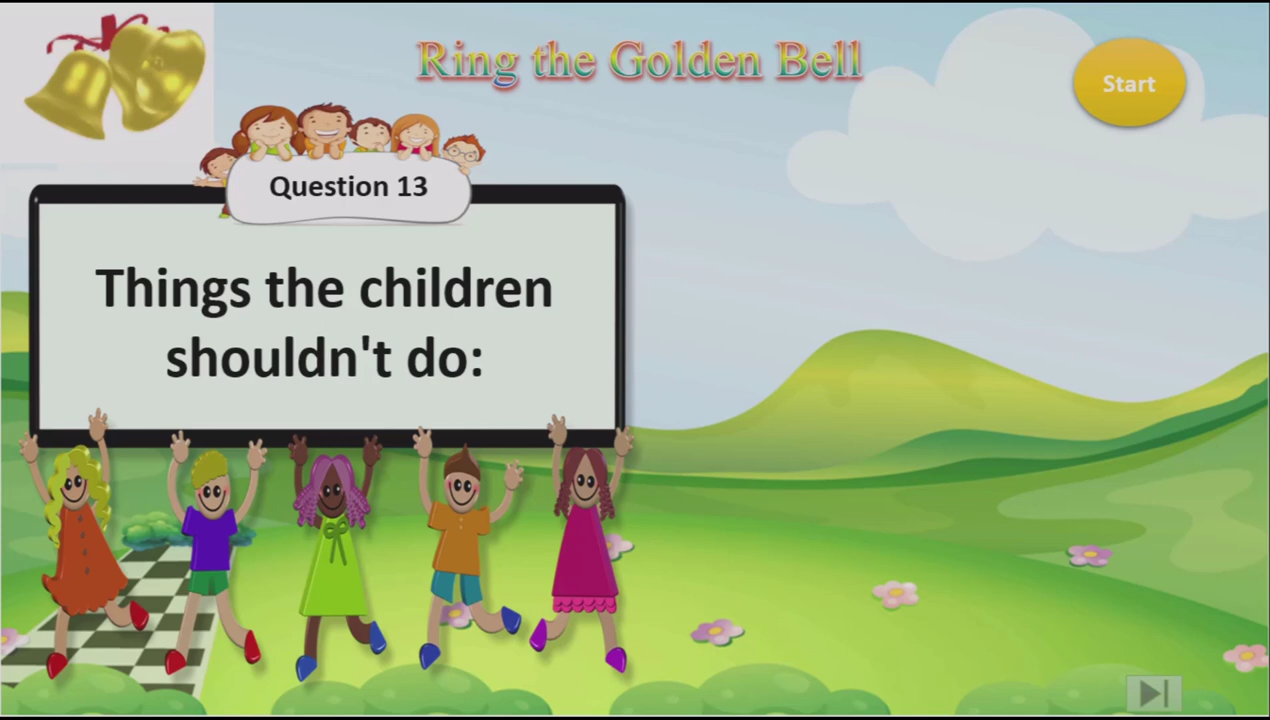 Ring the Golden Bell
Start
Question 13
Things the children
shouldn't do: